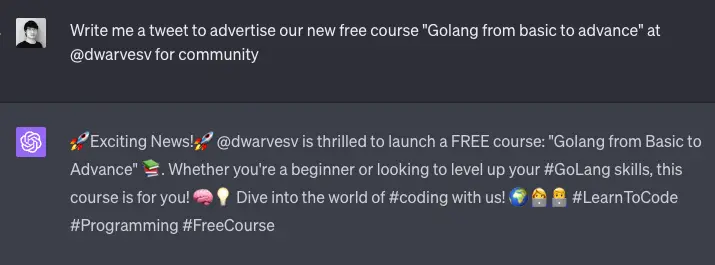 Write me a tweet to advertise our new free course "Golang from basic to advance" at
@dwarvesv for community
🚀Exciting News!🚀 @dwarvesv is thrilled to launch a FREE course: "Golang from Basic to
Advance" 📚. Whether you're a beginner or looking to level up your #GoLang skills, this
course is for you! 🧠💡 Dive into the world of #coding with us! 🌍👩‍💻👨‍💻 #LearnToCode
#Programming #FreeCourse